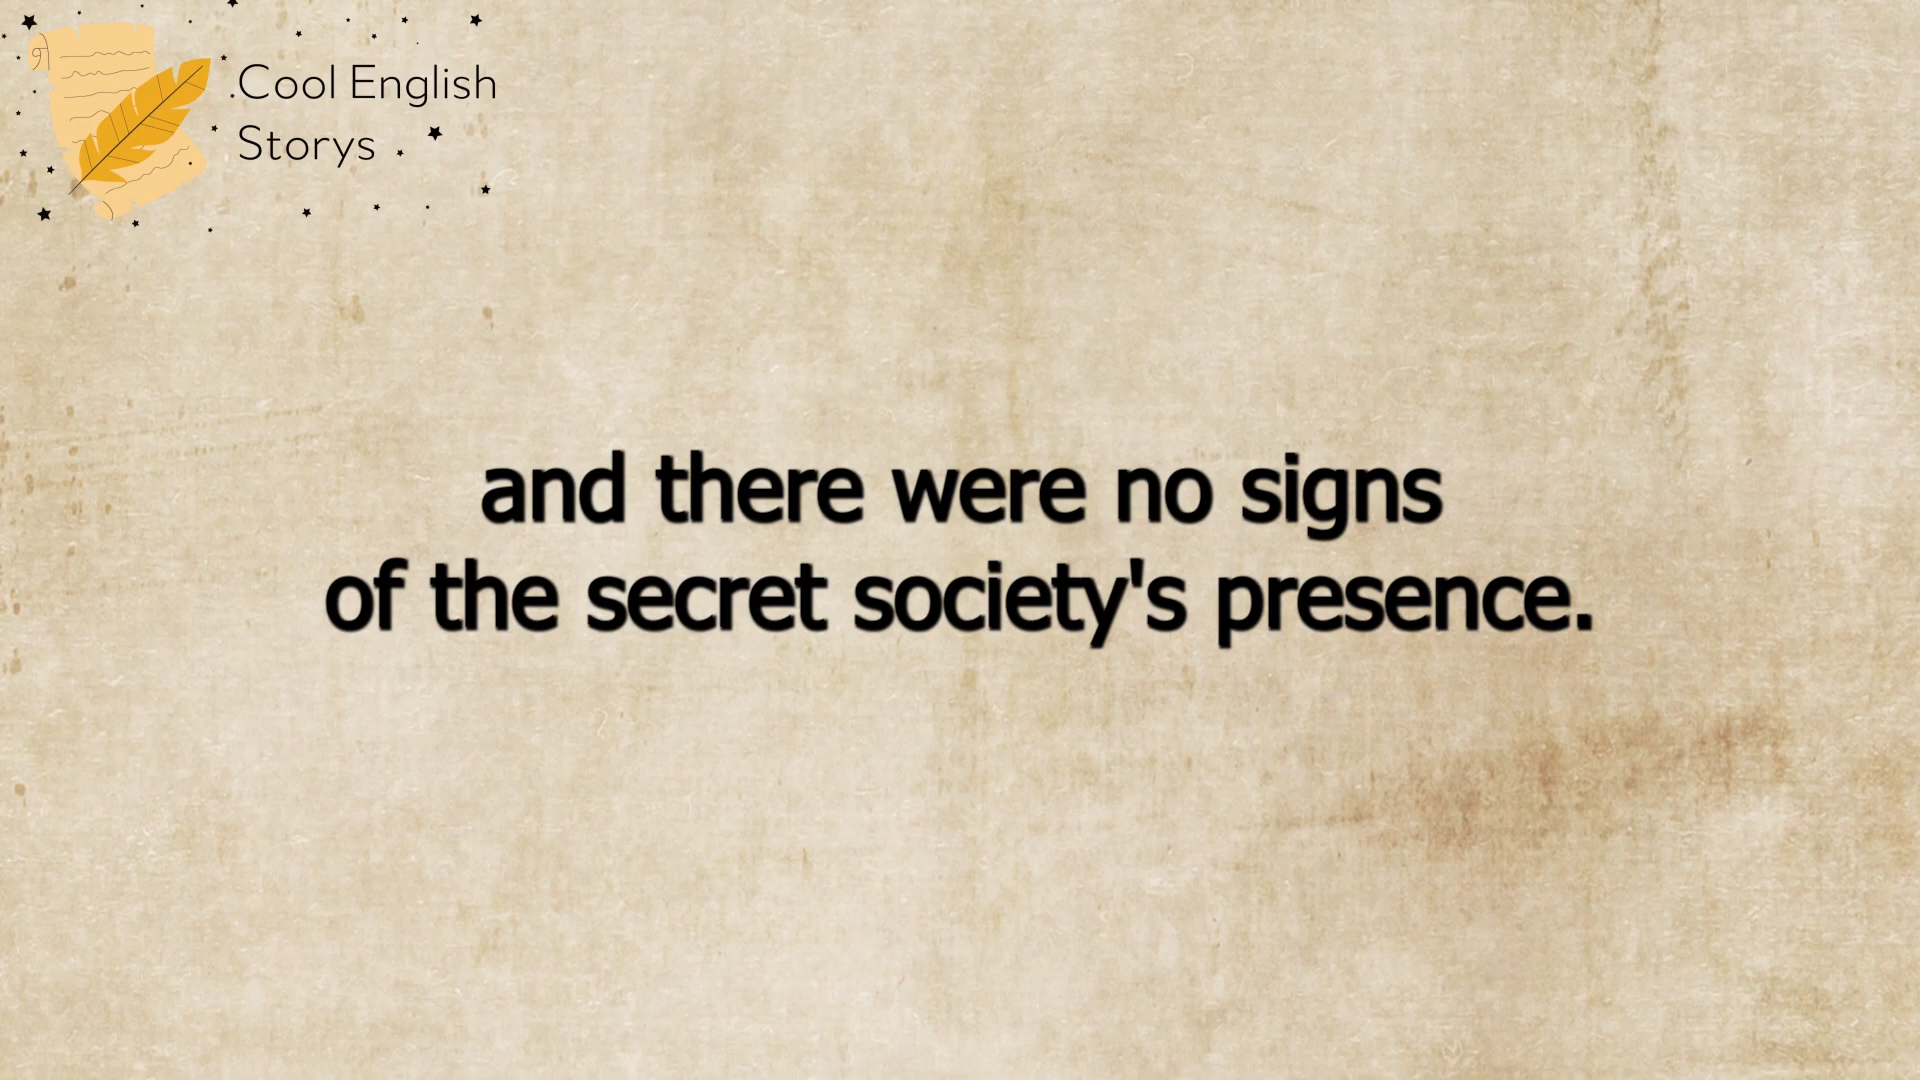 Cool English
Storys
and there were no signs
of the secret society's presence.